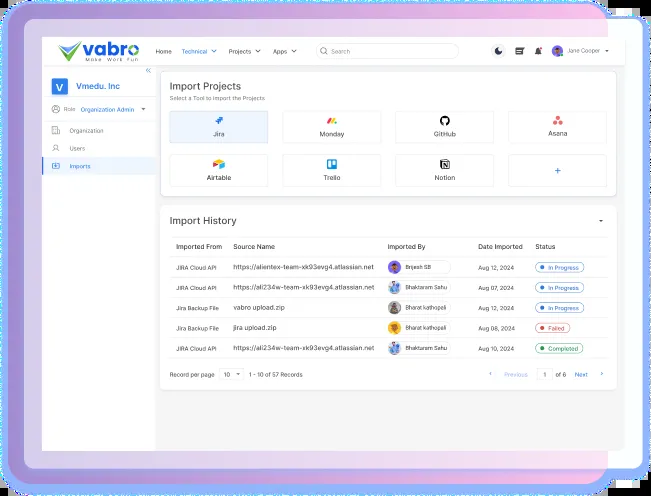 vabro
Make Work Fun
Home Technical Projects Apps Search Jane Cooper
V Vmedu. Inc
Role Organization Admin
Organization
Users
Imports
Import Projects
Select a Tool to import the Projects
Jira Monday GitHub Asana
Airtable Trello Notion +
Import History
Imported From Source Name Imported By Date Imported Status
JIRA Cloud API https://alientex-team-xk93evg4.atlassian.net Brijesh SB Aug 12, 2024 In Progress
JIRA Cloud API https://ali234w-team-xk93evg4.atlassian.net Bhaktaram Sahu Aug 07, 2024 In Progress
Jira Backup File vabro upload.zip Bharat kathopali Aug 12, 2024 In Progress
Jira Backup File jira upload.zip Bharat kathopali Aug 08, 2024 Failed
JIRA Cloud API https://ali234w-team-xk93evg4.atlassian.net Bhaktaram Sahu Aug 10, 2024 Completed
Record per page 10 1 - 10 of 57 Records Previous 1 of 6 Next